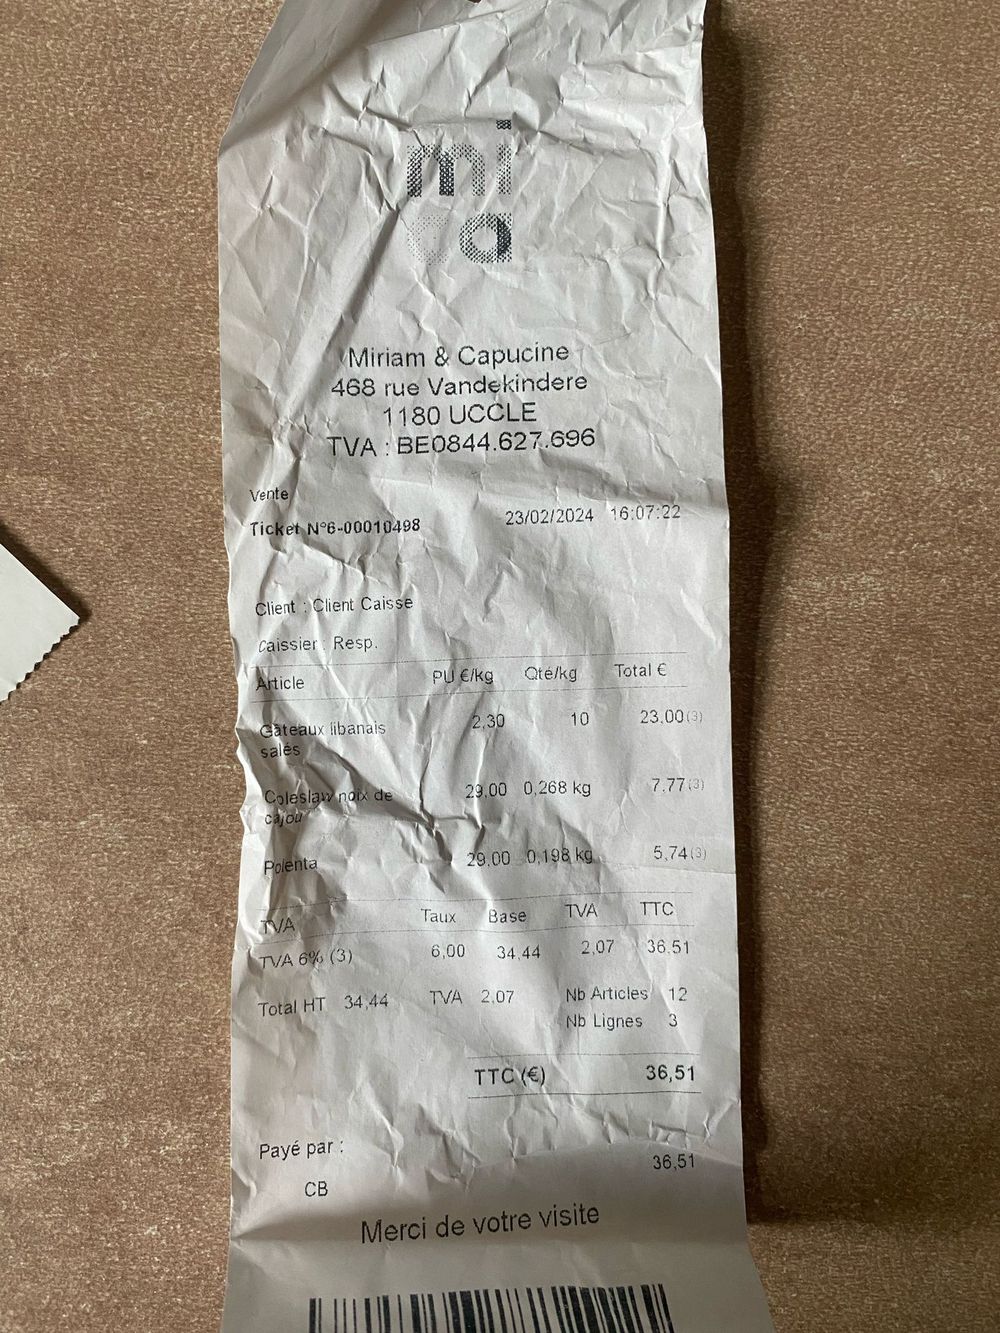 mi
ca
Miriam & Capucine
468 rue Vandekindere
1180 UCCLE
TVA : BE0844.627.696
Vente
Ticket N°6-00010498 23/02/2024 16:07:22
Client : Client Caisse
Caissier : Resp.
Article PU €/kg Qté/kg Total €
Gâteaux libanais 2,30 10 23,00(3)
salés
Coleslaw noix de 29,00 0,268 kg 7,77(3)
cajou
Polenta 29,00 0,198 kg 5,74(3)
TVA Taux Base TVA TTC
TVA 6% (3) 6,00 34,44 2,07 36,51
Total HT 34,44 TVA 2,07 Nb Articles 12
Nb Lignes 3
TTC (€) 36,51
Payé par : 36,51
CB
Merci de votre visite